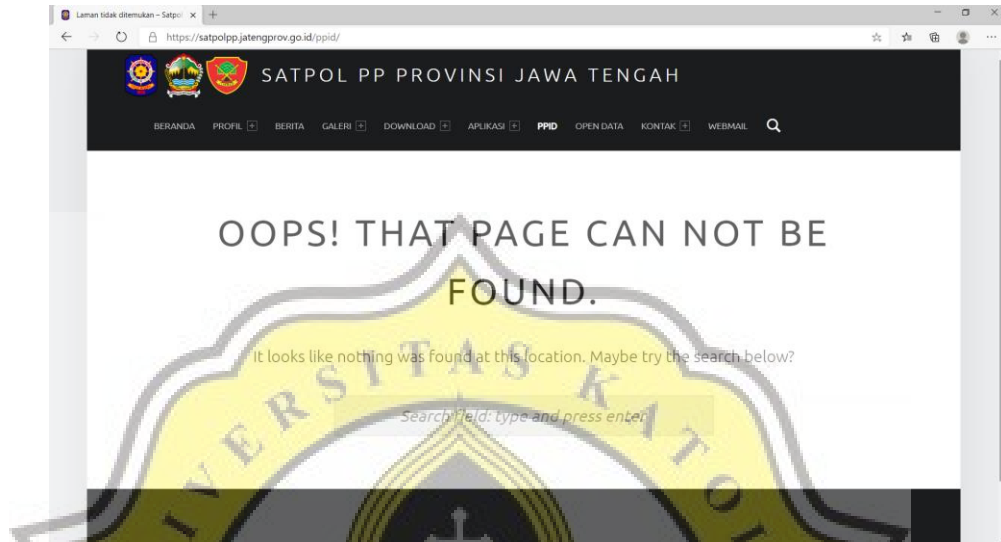 Laman tidak ditemukan – Satpol
https://satpolpp.jatengprov.go.id/ppid/
SATPOL PP PROVINSI JAWA TENGAH
BERANDA PROFIL BERITA GALERI DOWNLOAD APLIKASI PPID OPEN DATA KONTAK WEBMAIL
OOPS! THAT PAGE CAN NOT BE
FOUND.
It looks like nothing was found at this location. Maybe try the search below?
Search field: type and press enter
IVERSITAS KATO